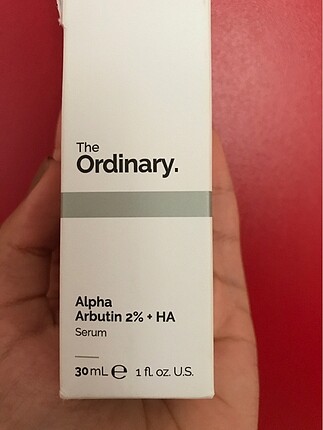 The
Ordinary.
Alpha
Arbutin 2% + HA
Serum
30 mL ℮ 1 fl. oz. U.S.